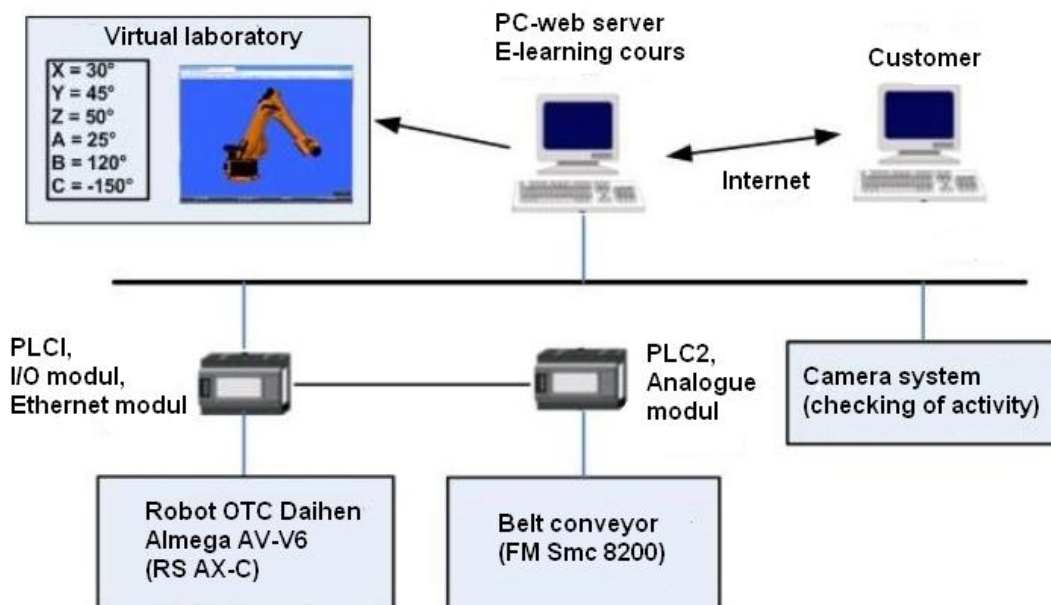 Virtual laboratory
X = 30°
Y = 45°
Z = 50°
A = 25°
B = 120°
C = -150°
PC-web server
E-learning cours
Customer
Internet
PLCI,
I/O modul,
Ethernet modul
PLC2,
Analogue
modul
Camera system
(checking of activity)
Robot OTC Daihen
Almega AV-V6
(RS AX-C)
Belt conveyor
(FM Smc 8200)